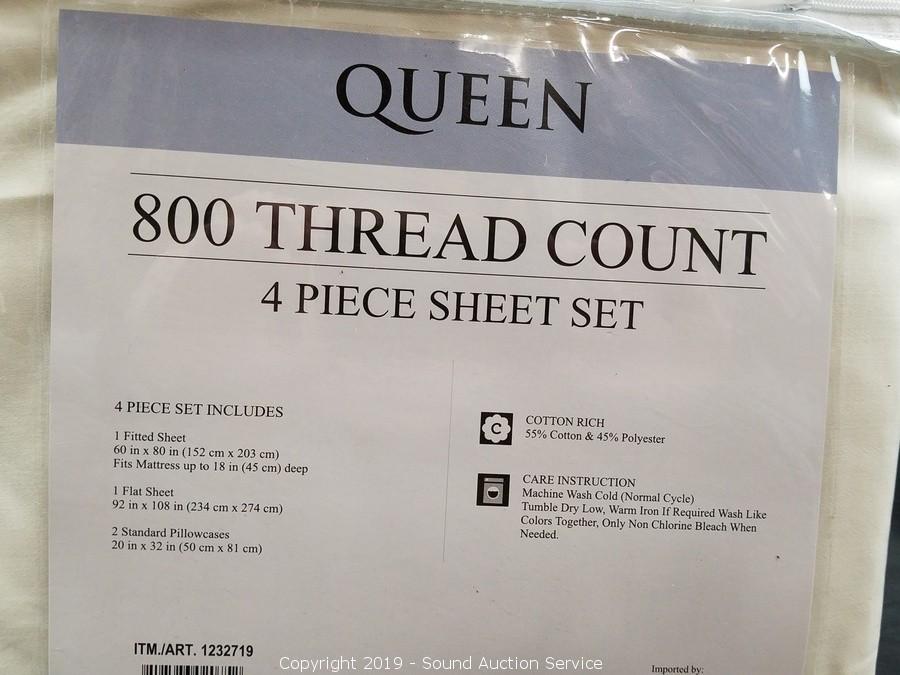 QUEEN
800 THREAD COUNT
4 PIECE SHEET SET
4 PIECE SET INCLUDES
1 Fitted Sheet
60 in x 80 in (152 cm x 203 cm)
Fits Mattress up to 18 in (45 cm) deep
1 Flat Sheet
92 in x 108 in (234 cm x 274 cm)
2 Standard Pillowcases
20 in x 32 in (50 cm x 81 cm)
C
COTTON RICH
55% Cotton & 45% Polyester
CARE INSTRUCTION
Machine Wash Cold (Normal Cycle)
Tumble Dry Low, Warm Iron If Required Wash Like
Colors Together, Only Non Chlorine Bleach When
Needed.
ITM./ART. 1232719
Imported by:
Copyright 2019 - Sound Auction Service